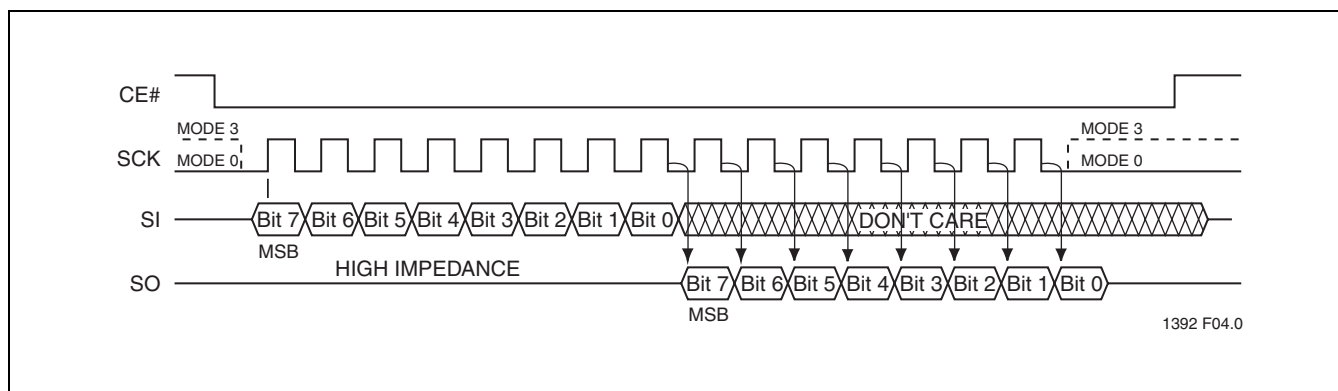 CE#
MODE 3 MODE 3
SCK MODE 0 MODE 0
SI Bit 7 Bit 6 Bit 5 Bit 4 Bit 3 Bit 2 Bit 1 Bit 0 DON'T CARE
MSB
HIGH IMPEDANCE
SO Bit 7 Bit 6 Bit 5 Bit 4 Bit 3 Bit 2 Bit 1 Bit 0
MSB
1392 F04.0